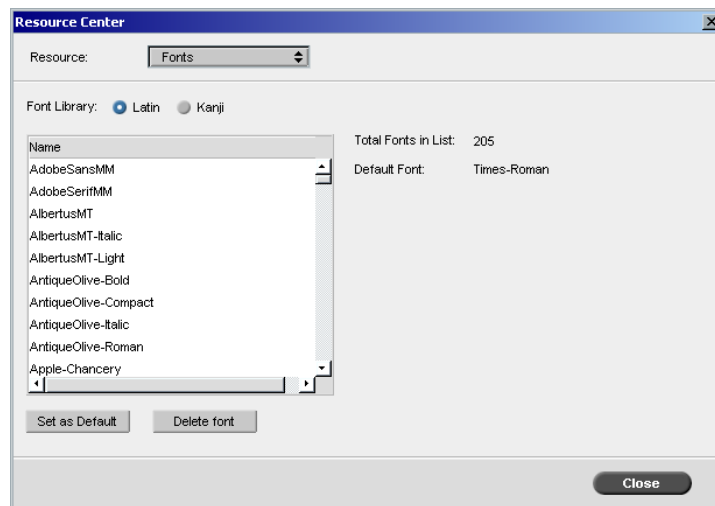 Resource Center
Resource: Fonts
Font Library: Latin Kanji
Total Fonts in List: 205
Default Font: Times-Roman
Name
AdobeSansMM
AdobeSerifMM
AlbertusMT
AlbertusMT-Italic
AlbertusMT-Light
AntiqueOlive-Bold
AntiqueOlive-Compact
AntiqueOlive-Italic
AntiqueOlive-Roman
Apple-Chancery
Set as Default Delete font
Close